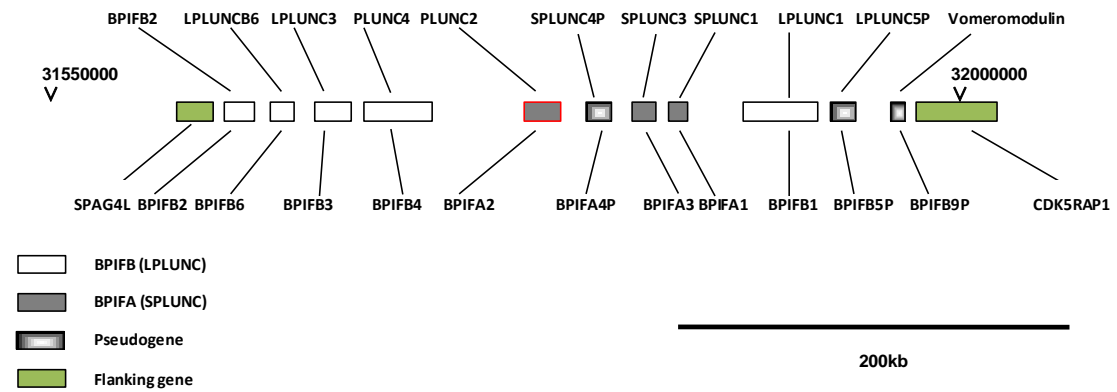 BPIFB2 LPLUNCB6 LPLUNC3 PLUNC4 PLUNC2 SPLUNC4P SPLUNC3 SPLUNC1 LPLUNC1 LPLUNC5P Vomeromodulin
31550000 32000000
SPAG4L BPIFB2 BPIFB6 BPIFB3 BPIFB4 BPIFA2 BPIFA4P BPIFA3 BPIFA1 BPIFB1 BPIFB5P BPIFB9P CDK5RAP1
BPIFB (LPLUNC)
BPIFA (SPLUNC)
Pseudogene
200kb
Flanking gene